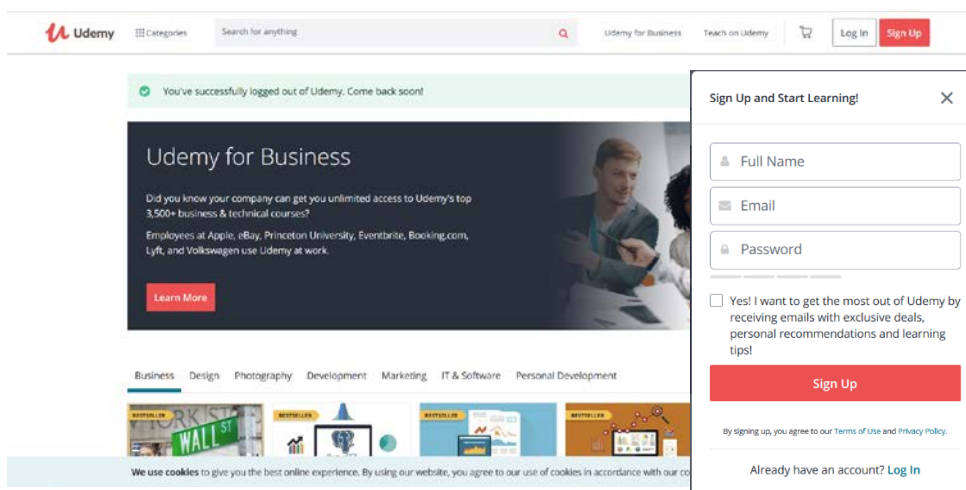 Udemy
Categories
Search for anything
Udemy for Business
Teach on Udemy
Log In
Sign Up
You've successfully logged out of Udemy. Come back soon!
Udemy for Business
Did you know your company can get you unlimited access to Udemy's top
3,500+ business & technical courses?
Employees at Apple, eBay, Princeton University, Eventbrite, Booking.com,
Lyft, and Volkswagen use Udemy at work.
Learn More
Business Design Photography Development Marketing IT & Software Personal Development
BESTSELLER
BESTSELLER
BESTSELLER
BESTSELLER
WALL ST
We use cookies to give you the best online experience. By using our website, you agree to our use of cookies in accordance with our co
Sign Up and Start Learning!
Full Name
Email
Password
Yes! I want to get the most out of Udemy by
receiving emails with exclusive deals,
personal recommendations and learning
tips!
Sign Up
By signing up, you agree to our Terms of Use and Privacy Policy.
Already have an account? Log In